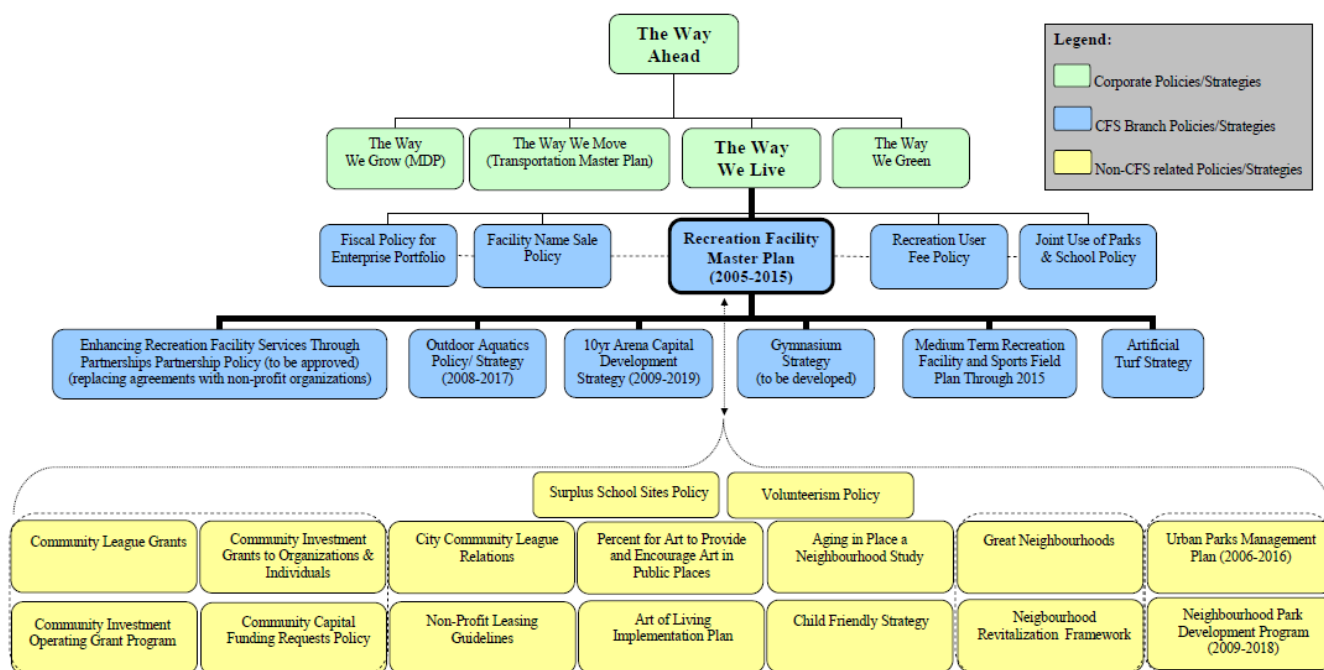 The Way
Ahead
Legend:
Corporate Policies/Strategies
CFS Branch Policies/Strategies
Non-CFS related Policies/Strategies
The Way
We Grow (MDP)
The Way We Move
(Transportation Master Plan)
The Way
We Live
The Way
We Green
Fiscal Policy for
Enterprise Portfolio
Facility Name Sale
Policy
Recreation Facility
Master Plan
(2005-2015)
Recreation User
Fee Policy
Joint Use of Parks
& School Policy
Enhancing Recreation Facility Services Through
Partnerships Partnership Policy (to be approved)
(replacing agreements with non-profit organizations)
Outdoor Aquatics
Policy/ Strategy
(2008-2017)
10yr Arena Capital
Development
Strategy (2009-2019)
Gymnasium
Strategy
(to be developed)
Medium Term Recreation
Facility and Sports Field
Plan Through 2015
Artificial
Turf Strategy
Surplus School Sites Policy
Volunteerism Policy
Community League Grants
Community Investment
Grants to Organizations &
Individuals
City Community League
Relations
Percent for Art to Provide
and Encourage Art in
Public Places
Aging in Place a
Neighbourhood Study
Great Neighbourhoods
Urban Parks Management
Plan (2006-2016)
Community Investment
Operating Grant Program
Community Capital
Funding Requests Policy
Non-Profit Leasing
Guidelines
Art of Living
Implementation Plan
Child Friendly Strategy
Neigbourhood
Revitalization Framework
Neighbourhood Park
Development Program
(2009-2018)